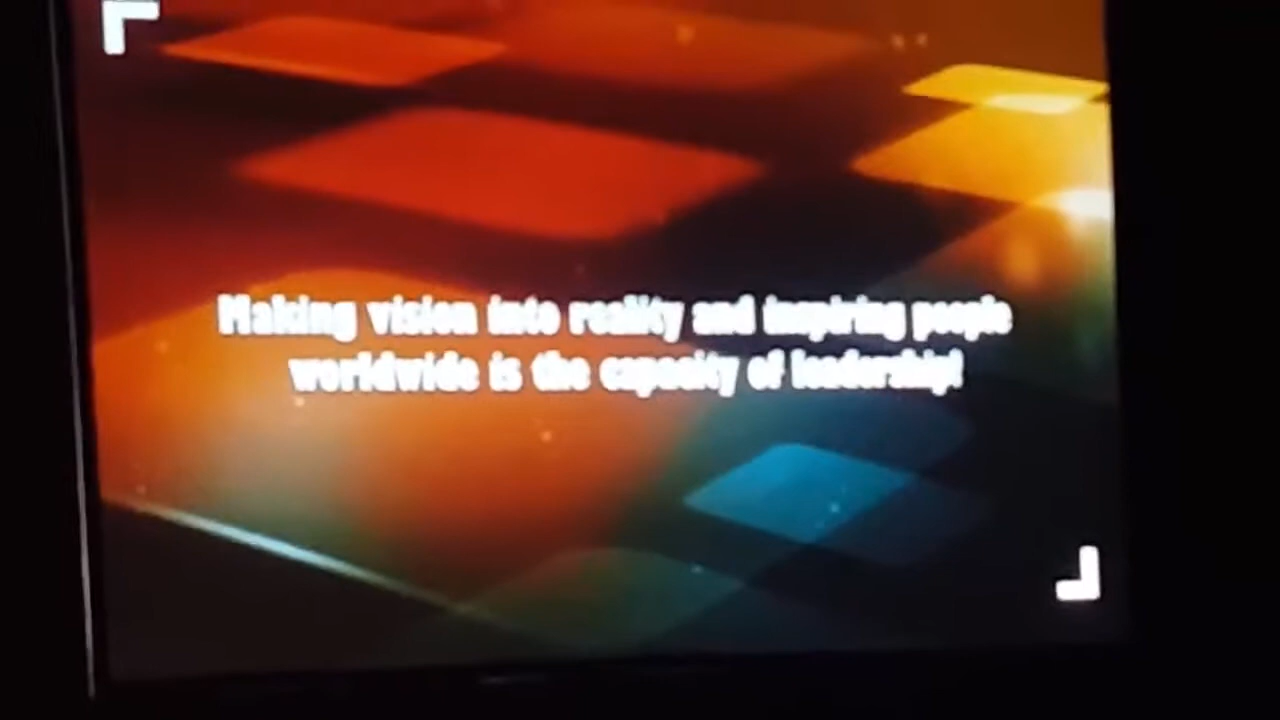 Making vision into reality and inspiring people
worldwide is the capacity of leadership!